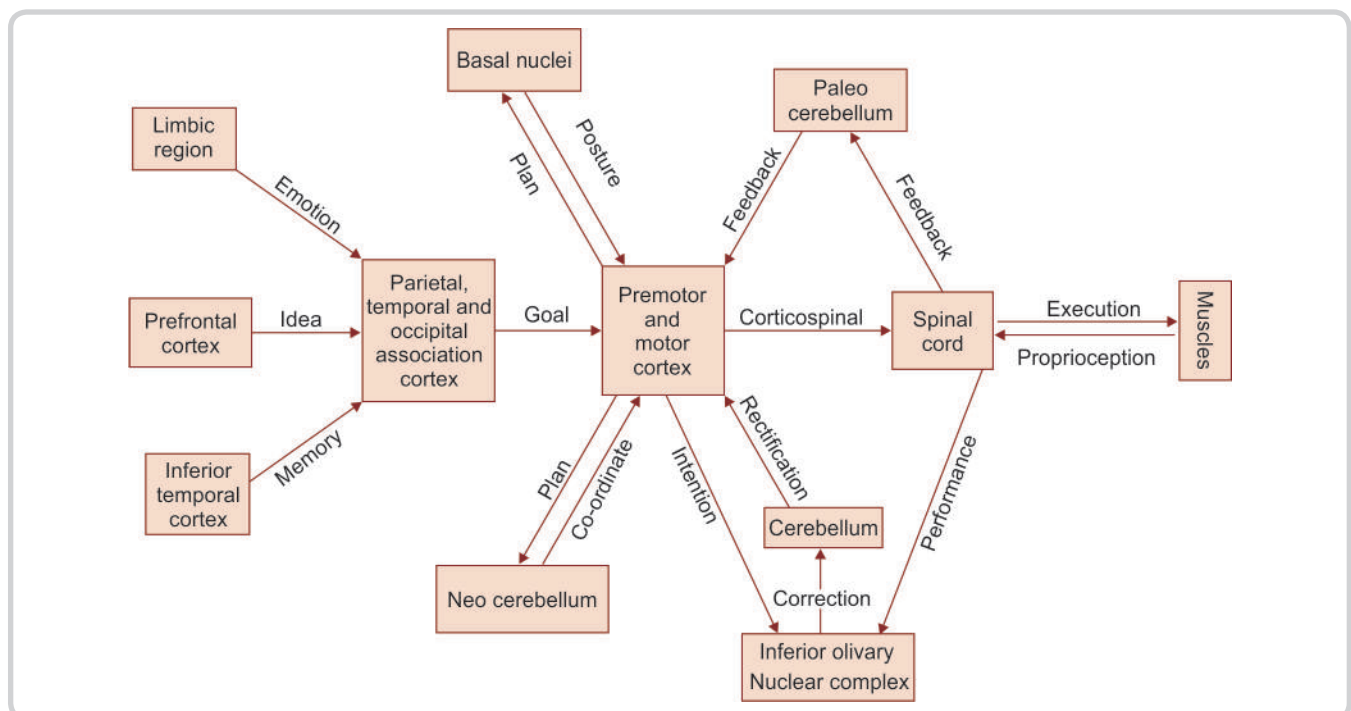 Basal nuclei
Paleo
cerebellum
Limbic
region
Plan
Posture
Feedback
Feedback
Emotion
Parietal,
temporal and
occipital
association
cortex
Premotor
and
motor
cortex
Prefrontal
cortex
Idea
Goal
Corticospinal
Spinal
cord
Execution
Proprioception
Muscles
Memory
Inferior
temporal
cortex
Plan
Co-ordinate
Intention
Rectification
Performance
Cerebellum
Neo cerebellum
Correction
Inferior olivary
Nuclear complex